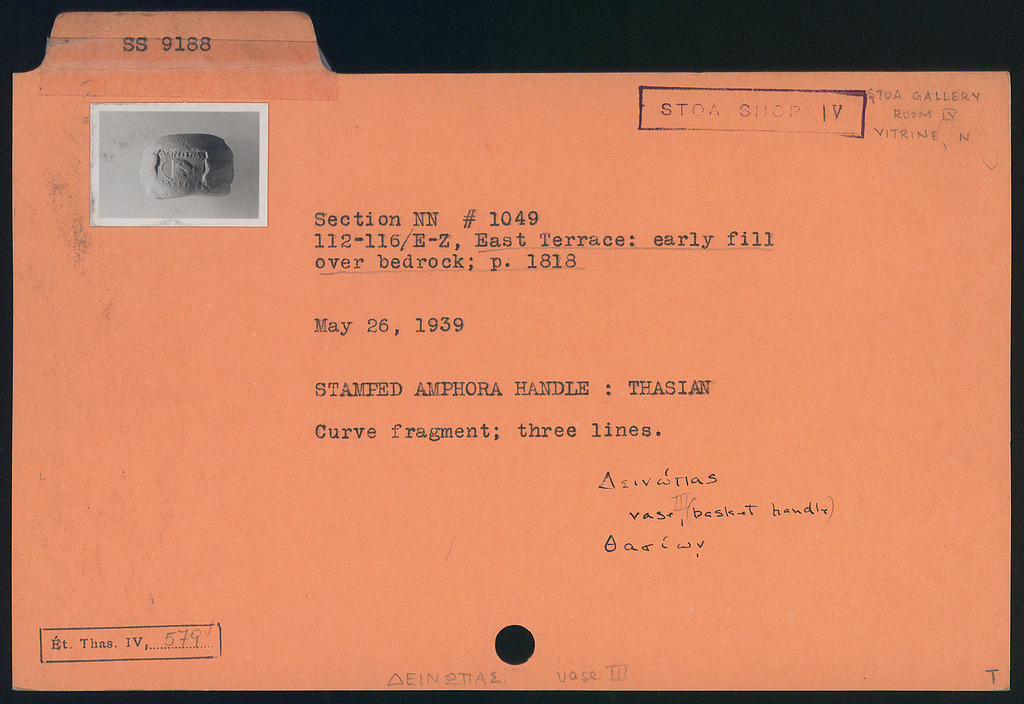 SS 9188
STOA SHOP IV
STOA GALLERY
ROOM IV
VITRINE, N
Section NN # 1049
112-116/E-Z, East Terrace: early fill
over bedrock; p. 1818
May 26, 1939
STAMPED AMPHORA HANDLE : THASIAN
Curve fragment; three lines.
Δεινώπας
vase III, (basket handle)
Θασίων
Ét. Thas. IV, 579
ΔΕΙΝΩΠΑΣ. vase III
T